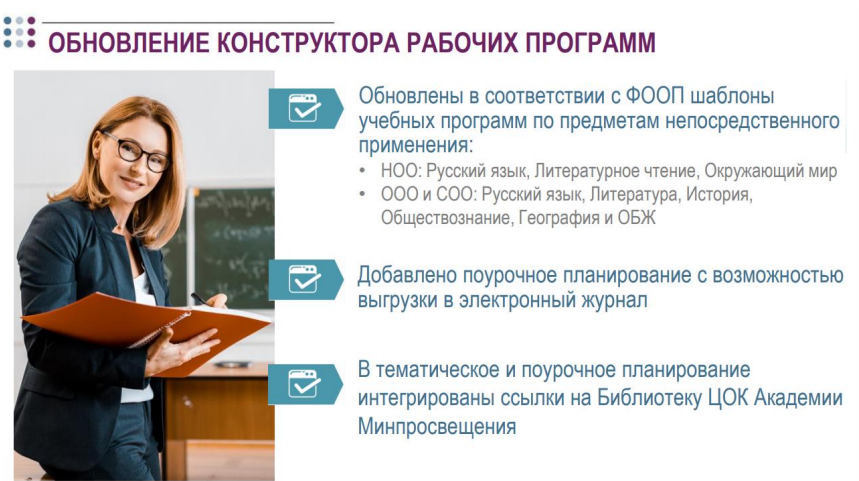 ОБНОВЛЕНИЕ КОНСТРУКТОРА РАБОЧИХ ПРОГРАММ
Обновлены в соответствии с ФООП шаблоны
учебных программ по предметам непосредственного
применения:
• НОО: Русский язык, Литературное чтение, Окружающий мир
• ООО и СОО: Русский язык, Литература, История,
Обществознание, География и ОБЖ
Добавлено поурочное планирование с возможностью
выгрузки в электронный журнал
В тематическое и поурочное планирование
интегрированы ссылки на Библиотеку ЦОК Академии
Минпросвещения